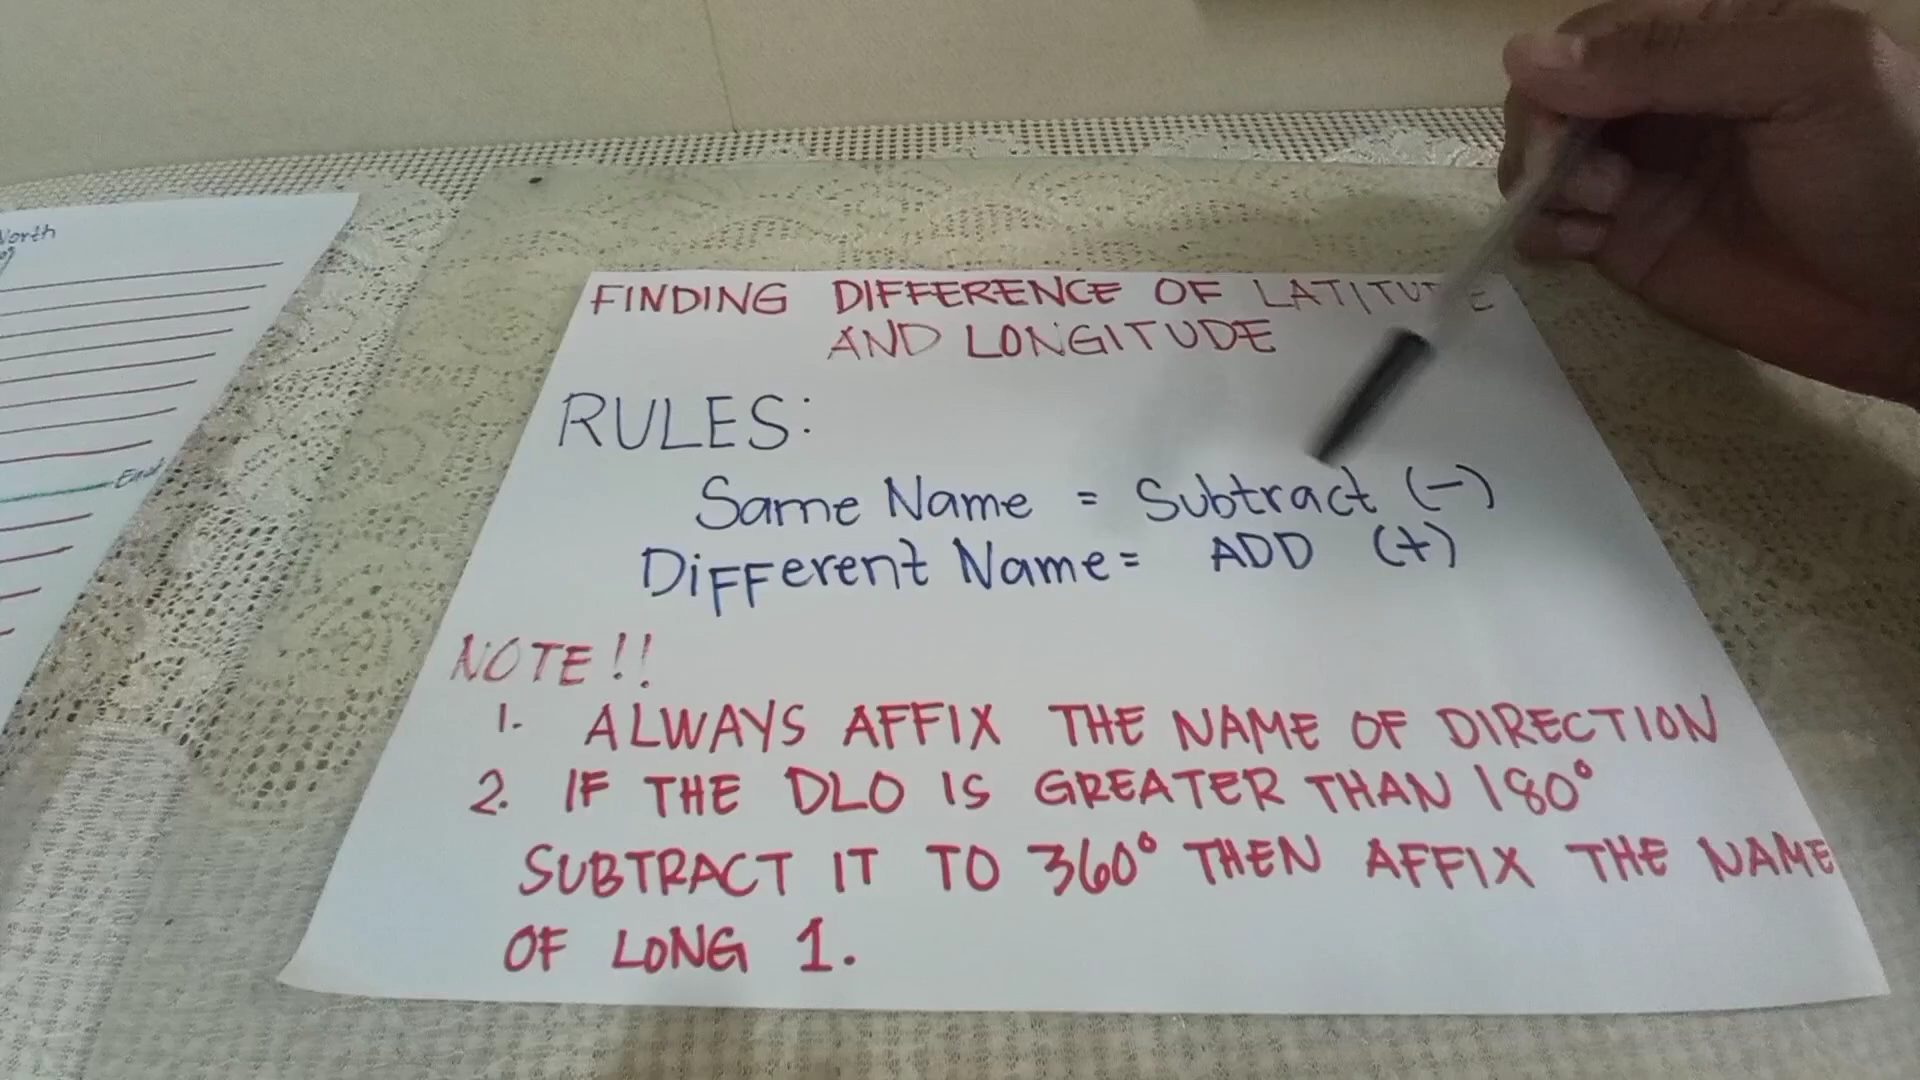 North
East
FINDING DIFFERENCE OF LATITUDE
AND LONGITUDE
RULES:
Same Name = Subtract (-)
Different Name = ADD (+)
NOTE!!
1. ALWAYS AFFIX THE NAME OF DIRECTION
2. IF THE DLO IS GREATER THAN 180°
SUBTRACT IT TO 360° THEN AFFIX THE NAME
OF LONG 1.